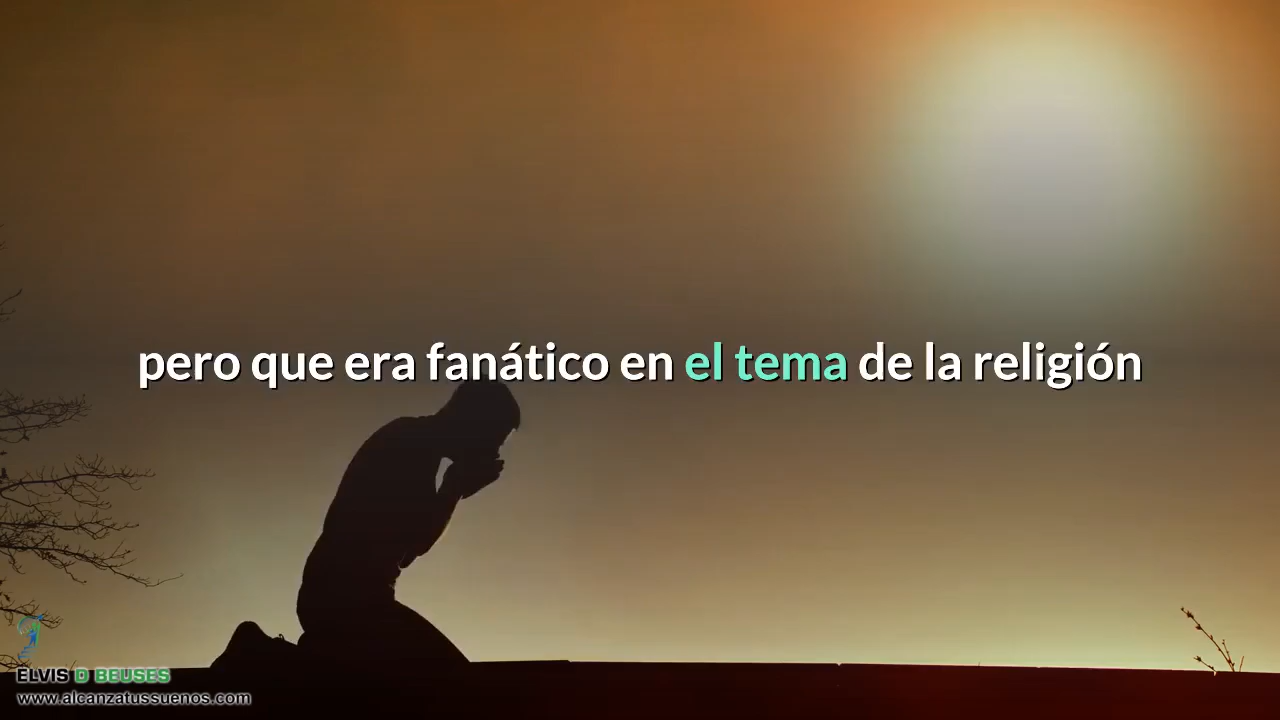 pero que era fanático en el tema de la religión
ELVIS D BEUSES
www.alcanzatussuenos.com